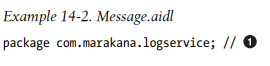 Example 14-2. Message.aidl
package com.marakana.logservice; // ❶